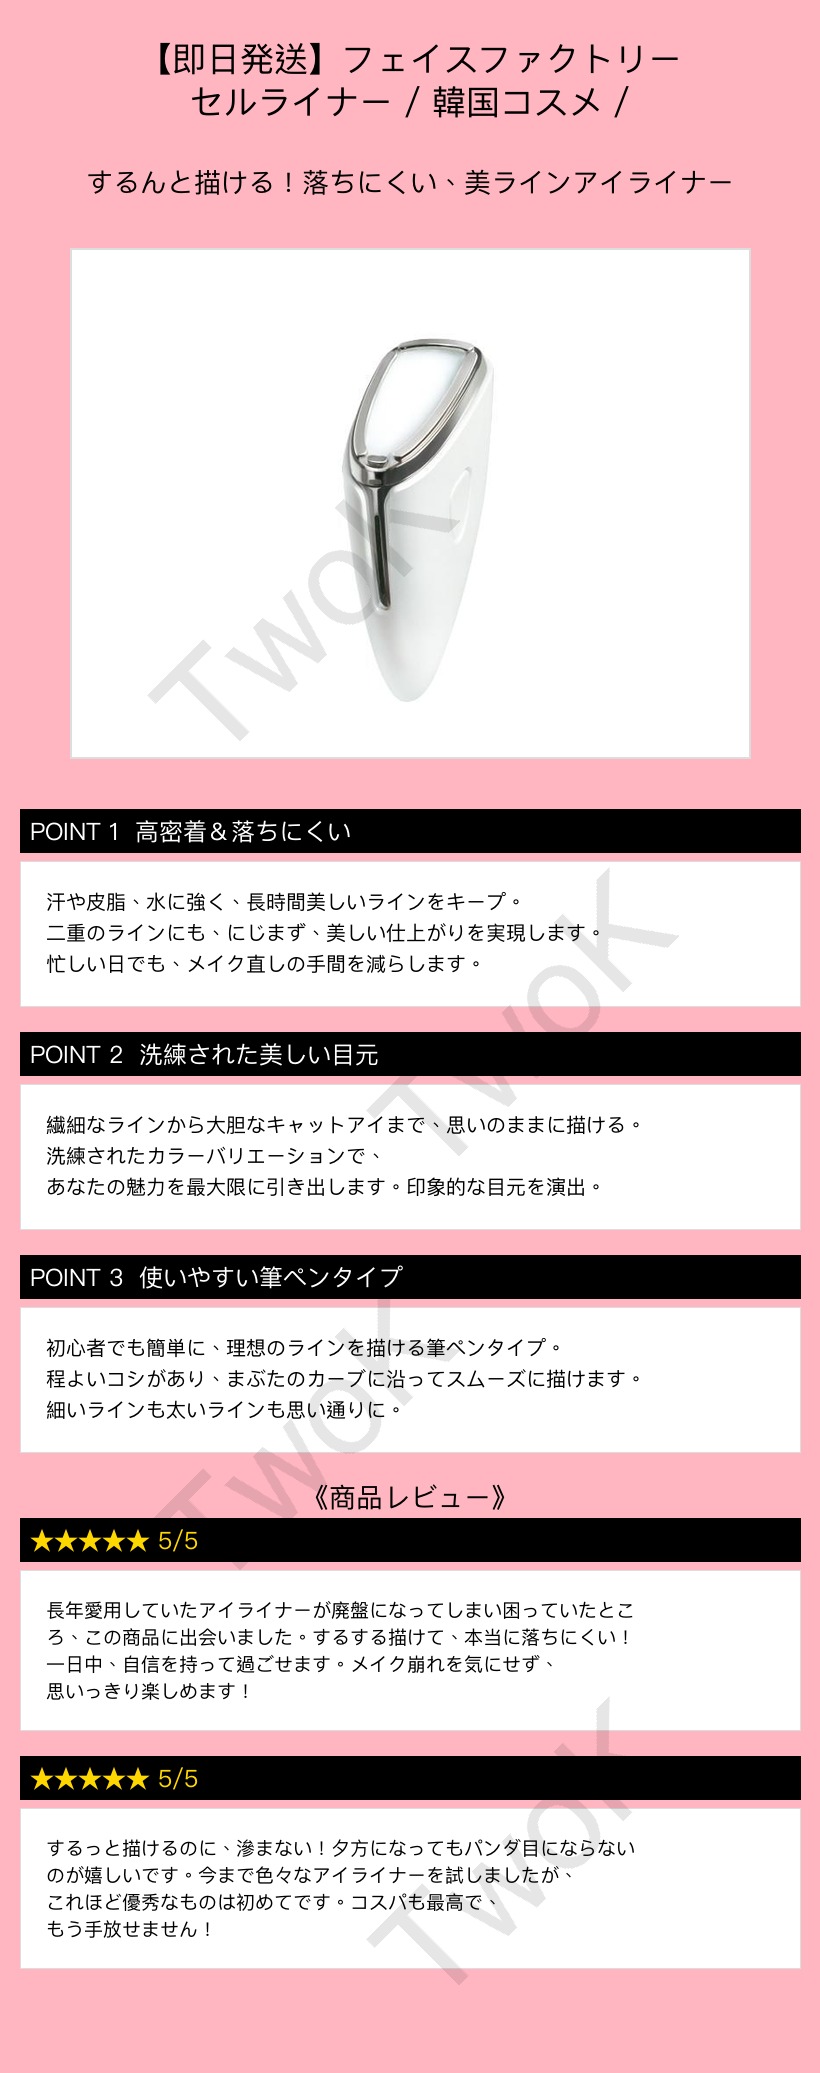 【即日発送】フェイスファクトリー
セルライナー / 韓国コスメ /
するんと描ける！落ちにくい、美ラインアイライナー
TwoK
POINT 1 高密着＆落ちにくい
汗や皮脂、水に強く、長時間美しいラインをキープ。
二重のラインにも、にじまず、美しい仕上がりを実現します。
忙しい日でも、メイク直しの手間を減らします。
TwoK
POINT 2 洗練された美しい目元
繊細なラインから大胆なキャットアイまで、思いのままに描ける。
洗練されたカラーバリエーションで、
あなたの魅力を最大限に引き出します。印象的な目元を演出。
POINT 3 使いやすい筆ペンタイプ
初心者でも簡単に、理想のラインを描ける筆ペンタイプ。
程よいコシがあり、まぶたのカーブに沿ってスムーズに描けます。
細いラインも太いラインも思い通りに。
TwoK
《商品レビュー》
★★★★★ 5/5
長年愛用していたアイライナーが廃盤になってしまい困っていたとこ
ろ、この商品に出会いました。するする描けて、本当に落ちにくい！
一日中、自信を持って過ごせます。メイク崩れを気にせず、
思いっきり楽しめます！
★★★★★ 5/5
するっと描けるのに、滲まない！夕方になってもパンダ目にならない
のが嬉しいです。今まで色々なアイライナーを試しましたが、
これほど優秀なものは初めてです。コスパも最高で、
もう手放せません！
TwoK